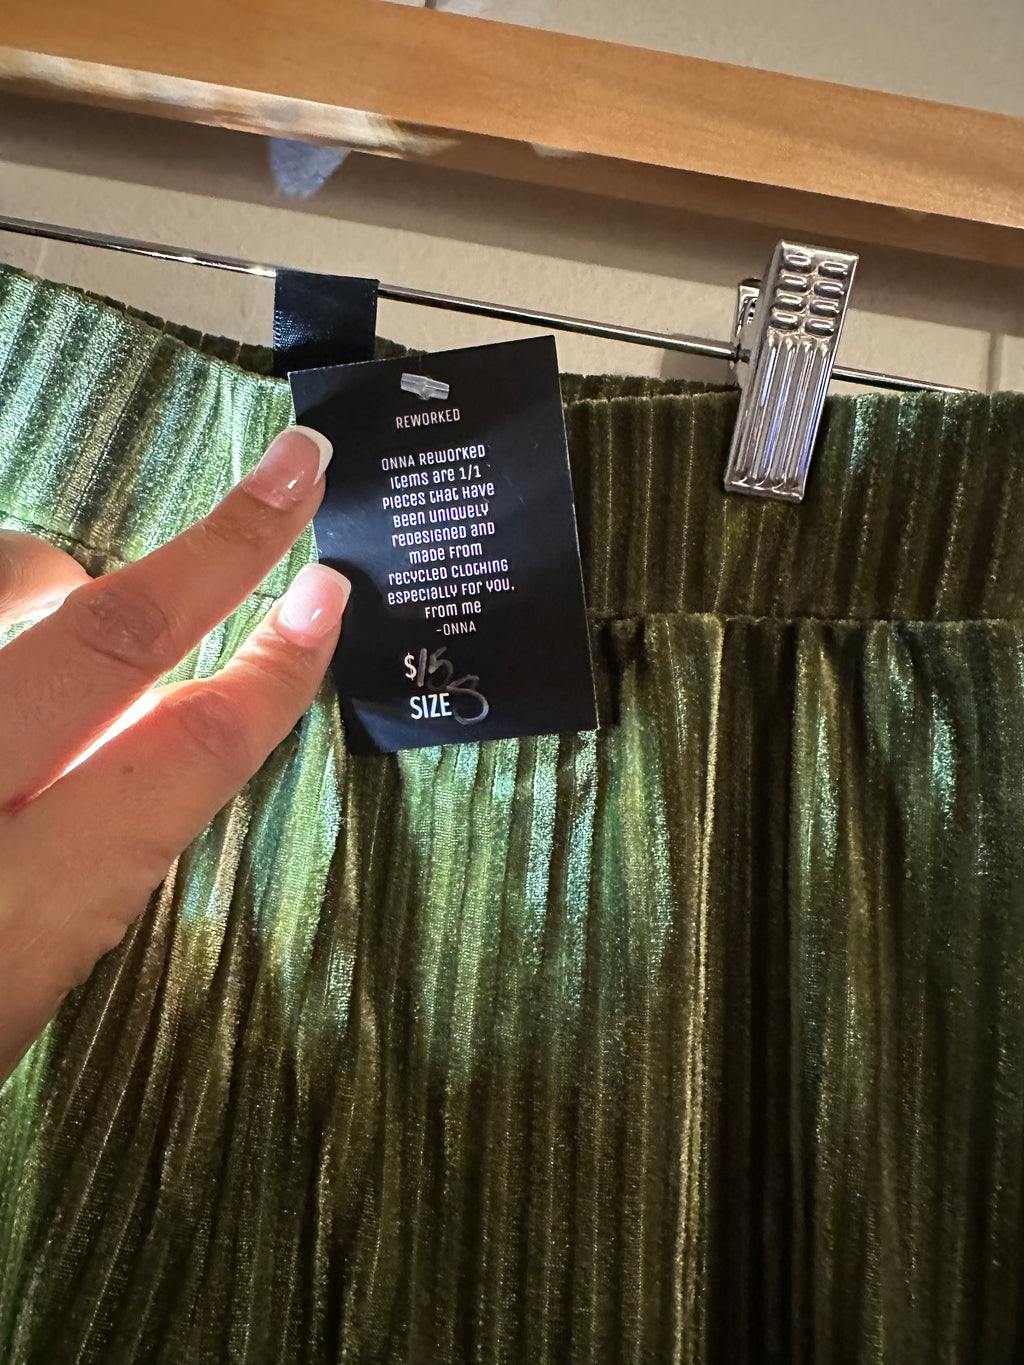 REWORKED
ONNA REWORKED
ITEMS ARE 1/1
PIECES THAT HAVE
BEEN UNIQUELY
REDESIGNED AND
MADE FROM
RECYCLED CLOTHING
ESPECIALLY FOR YOU,
FROM ME
-ONNA
$15
SIZE S